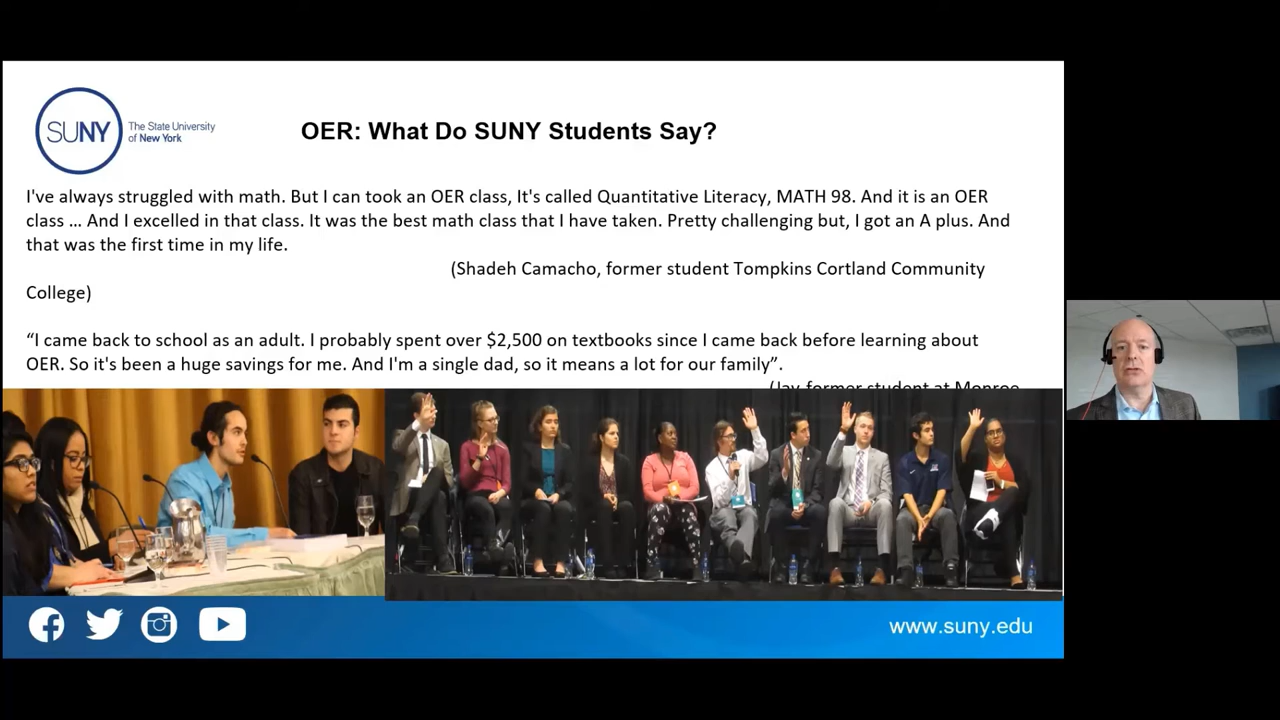 SUNY
The State University
of New York
OER: What Do SUNY Students Say?
I've always struggled with math. But I can took an OER class, It's called Quantitative Literacy, MATH 98. And it is an OER
class … And I excelled in that class. It was the best math class that I have taken. Pretty challenging but, I got an A plus. And
that was the first time in my life.
(Shadeh Camacho, former student Tompkins Cortland Community
College)
“I came back to school as an adult. I probably spent over $2,500 on textbooks since I came back before learning about
OER. So it's been a huge savings for me. And I'm a single dad, so it means a lot for our family”.
(Jay, former student at Monroe
www.suny.edu